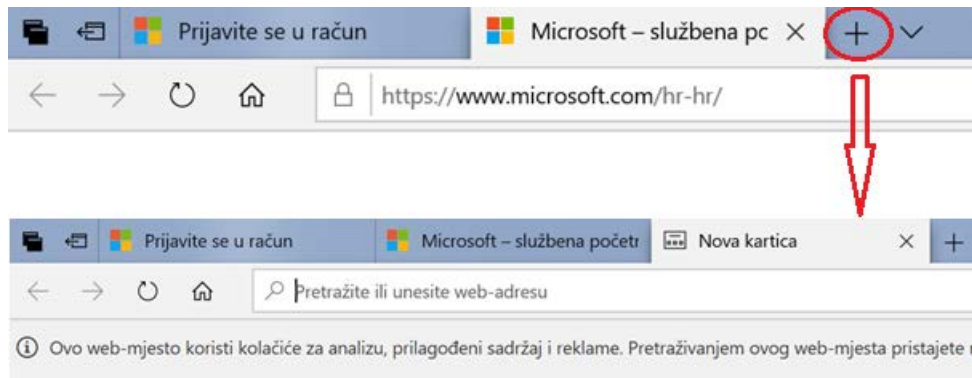 Prijavite se u račun
Microsoft – službena pc
https://www.microsoft.com/hr-hr/
Prijavite se u račun
Microsoft – službena početr
Nova kartica
Pretražite ili unesite web-adresu
Ovo web-mjesto koristi kolačiće za analizu, prilagođeni sadržaj i reklame. Pretraživanjem ovog web-mjesta pristajete